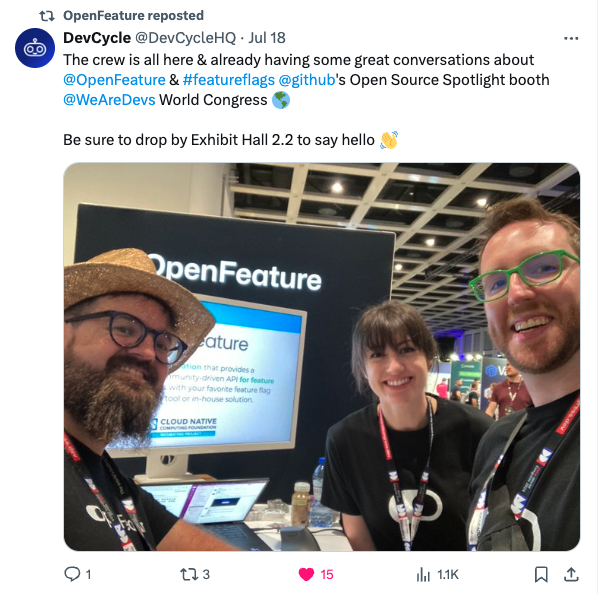 OpenFeature reposted
DevCycle @DevCycleHQ · Jul 18
The crew is all here & already having some great conversations about
@OpenFeature & #featureflags @github's Open Source Spotlight booth
@WeAreDevs World Congress 🌎
Be sure to drop by Exhibit Hall 2.2 to say hello 👋
OpenFeature
eature
ation that provides a
munity-driven API for feature
with your favorite feature flag
tool or in-house solution.
CLOUD NATIVE
COMPUTING FOUNDATION
1
3
15
1.1K